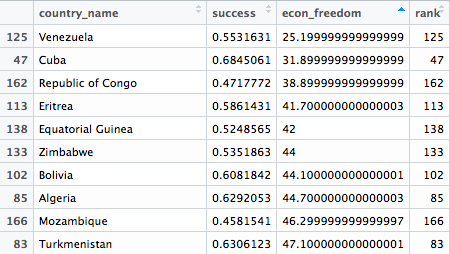 country_name success econ_freedom rank
125 Venezuela 0.5531631 25.199999999999999 125
47 Cuba 0.6845061 31.899999999999999 47
162 Republic of Congo 0.4717772 38.899999999999999 162
113 Eritrea 0.5861431 41.700000000000003 113
138 Equatorial Guinea 0.5248565 42 138
133 Zimbabwe 0.5351863 44 133
102 Bolivia 0.6081842 44.100000000000001 102
85 Algeria 0.6292053 44.700000000000003 85
166 Mozambique 0.4581541 46.299999999999997 166
83 Turkmenistan 0.6306123 47.100000000000001 83